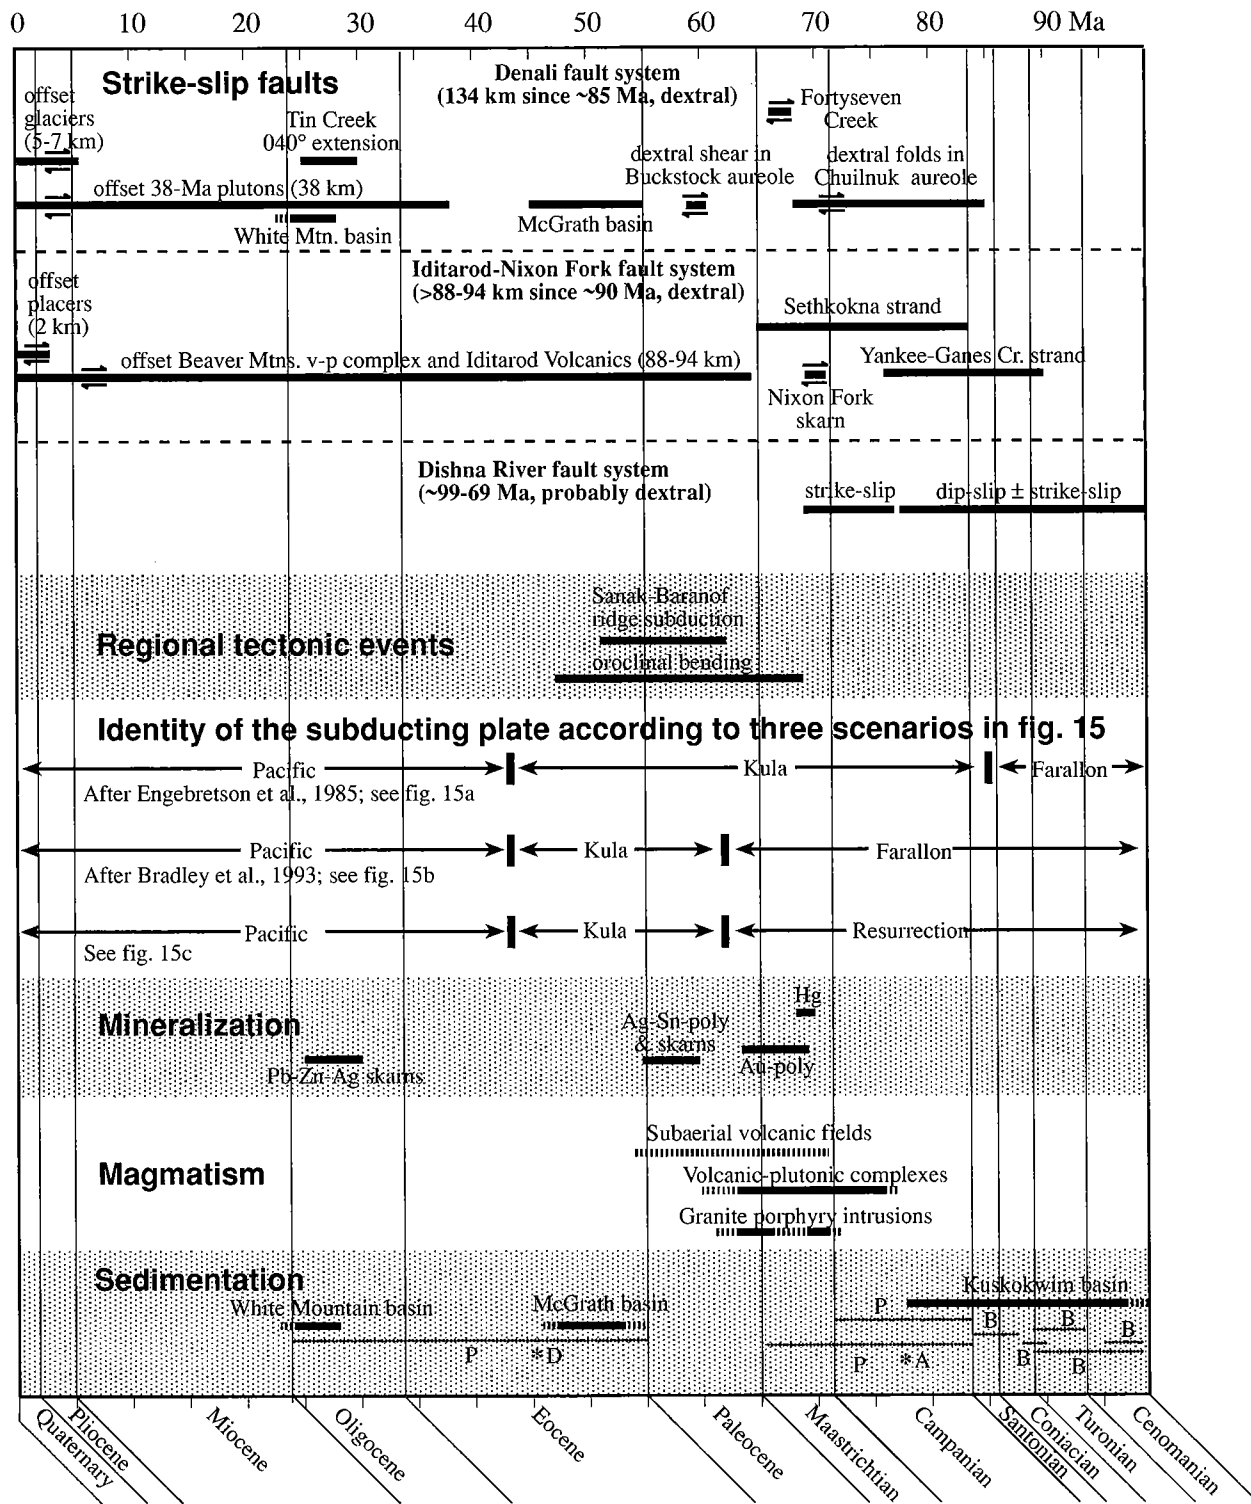 0 10 20 30 40 50 60 70 80 90 Ma
Strike-slip faults
Denali fault system
(134 km since ~85 Ma, dextral)
offset
glaciers
(5-7 km)
Tin Creek
040° extension
Fortyseven
Creek
dextral shear in
Buckstock aureole
dextral folds in
Chuilnuk aureole
offset 38-Ma plutons (38 km)
White Mtn. basin
McGrath basin
Iditarod-Nixon Fork fault system
(>88-94 km since ~90 Ma, dextral)
offset
placers
(2 km)
Sethkokna strand
offset Beaver Mtns. v-p complex and Iditarod Volcanics (88-94 km)
Yankee-Ganes Cr. strand
Nixon Fork
skarn
Dishna River fault system
(~99-69 Ma, probably dextral)
strike-slip
dip-slip ± strike-slip
Sanak-Baranof
ridge subduction
Regional tectonic events
oroclinal bending
Identity of the subducting plate according to three scenarios in fig. 15
Pacific Kula Farallon
After Engebretson et al., 1985; see fig. 15a
Pacific Kula Farallon
After Bradley et al., 1993; see fig. 15b
Pacific Kula Resurrection
See fig. 15c
Hg
Mineralization
Ag-Sn-poly
& skarns
Au-poly
Pb-Zn-Ag skarns
Subaerial volcanic fields
Magmatism
Volcanic-plutonic complexes
Granite porphyry intrusions
Sedimentation
Kuskokwim basin
White Mountain basin
McGrath basin
P B B B
P *D P *A B B
Quaternary
Pliocene
Miocene
Oligocene
Eocene
Paleocene
Maastrichtian
Campanian
Santonian
Coniacian
Turonian
Cenomanian